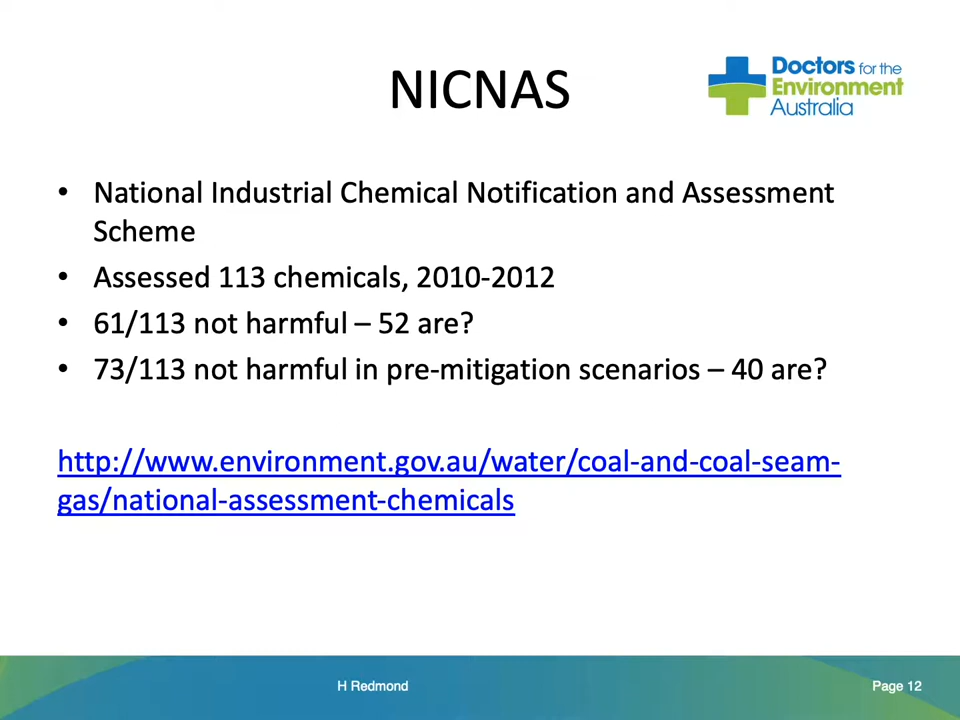 NICNAS
Doctors for the
Environment
Australia
• National Industrial Chemical Notification and Assessment
Scheme
• Assessed 113 chemicals, 2010-2012
• 61/113 not harmful – 52 are?
• 73/113 not harmful in pre-mitigation scenarios – 40 are?
http://www.environment.gov.au/water/coal-and-coal-seam-
gas/national-assessment-chemicals
H Redmond
Page 12